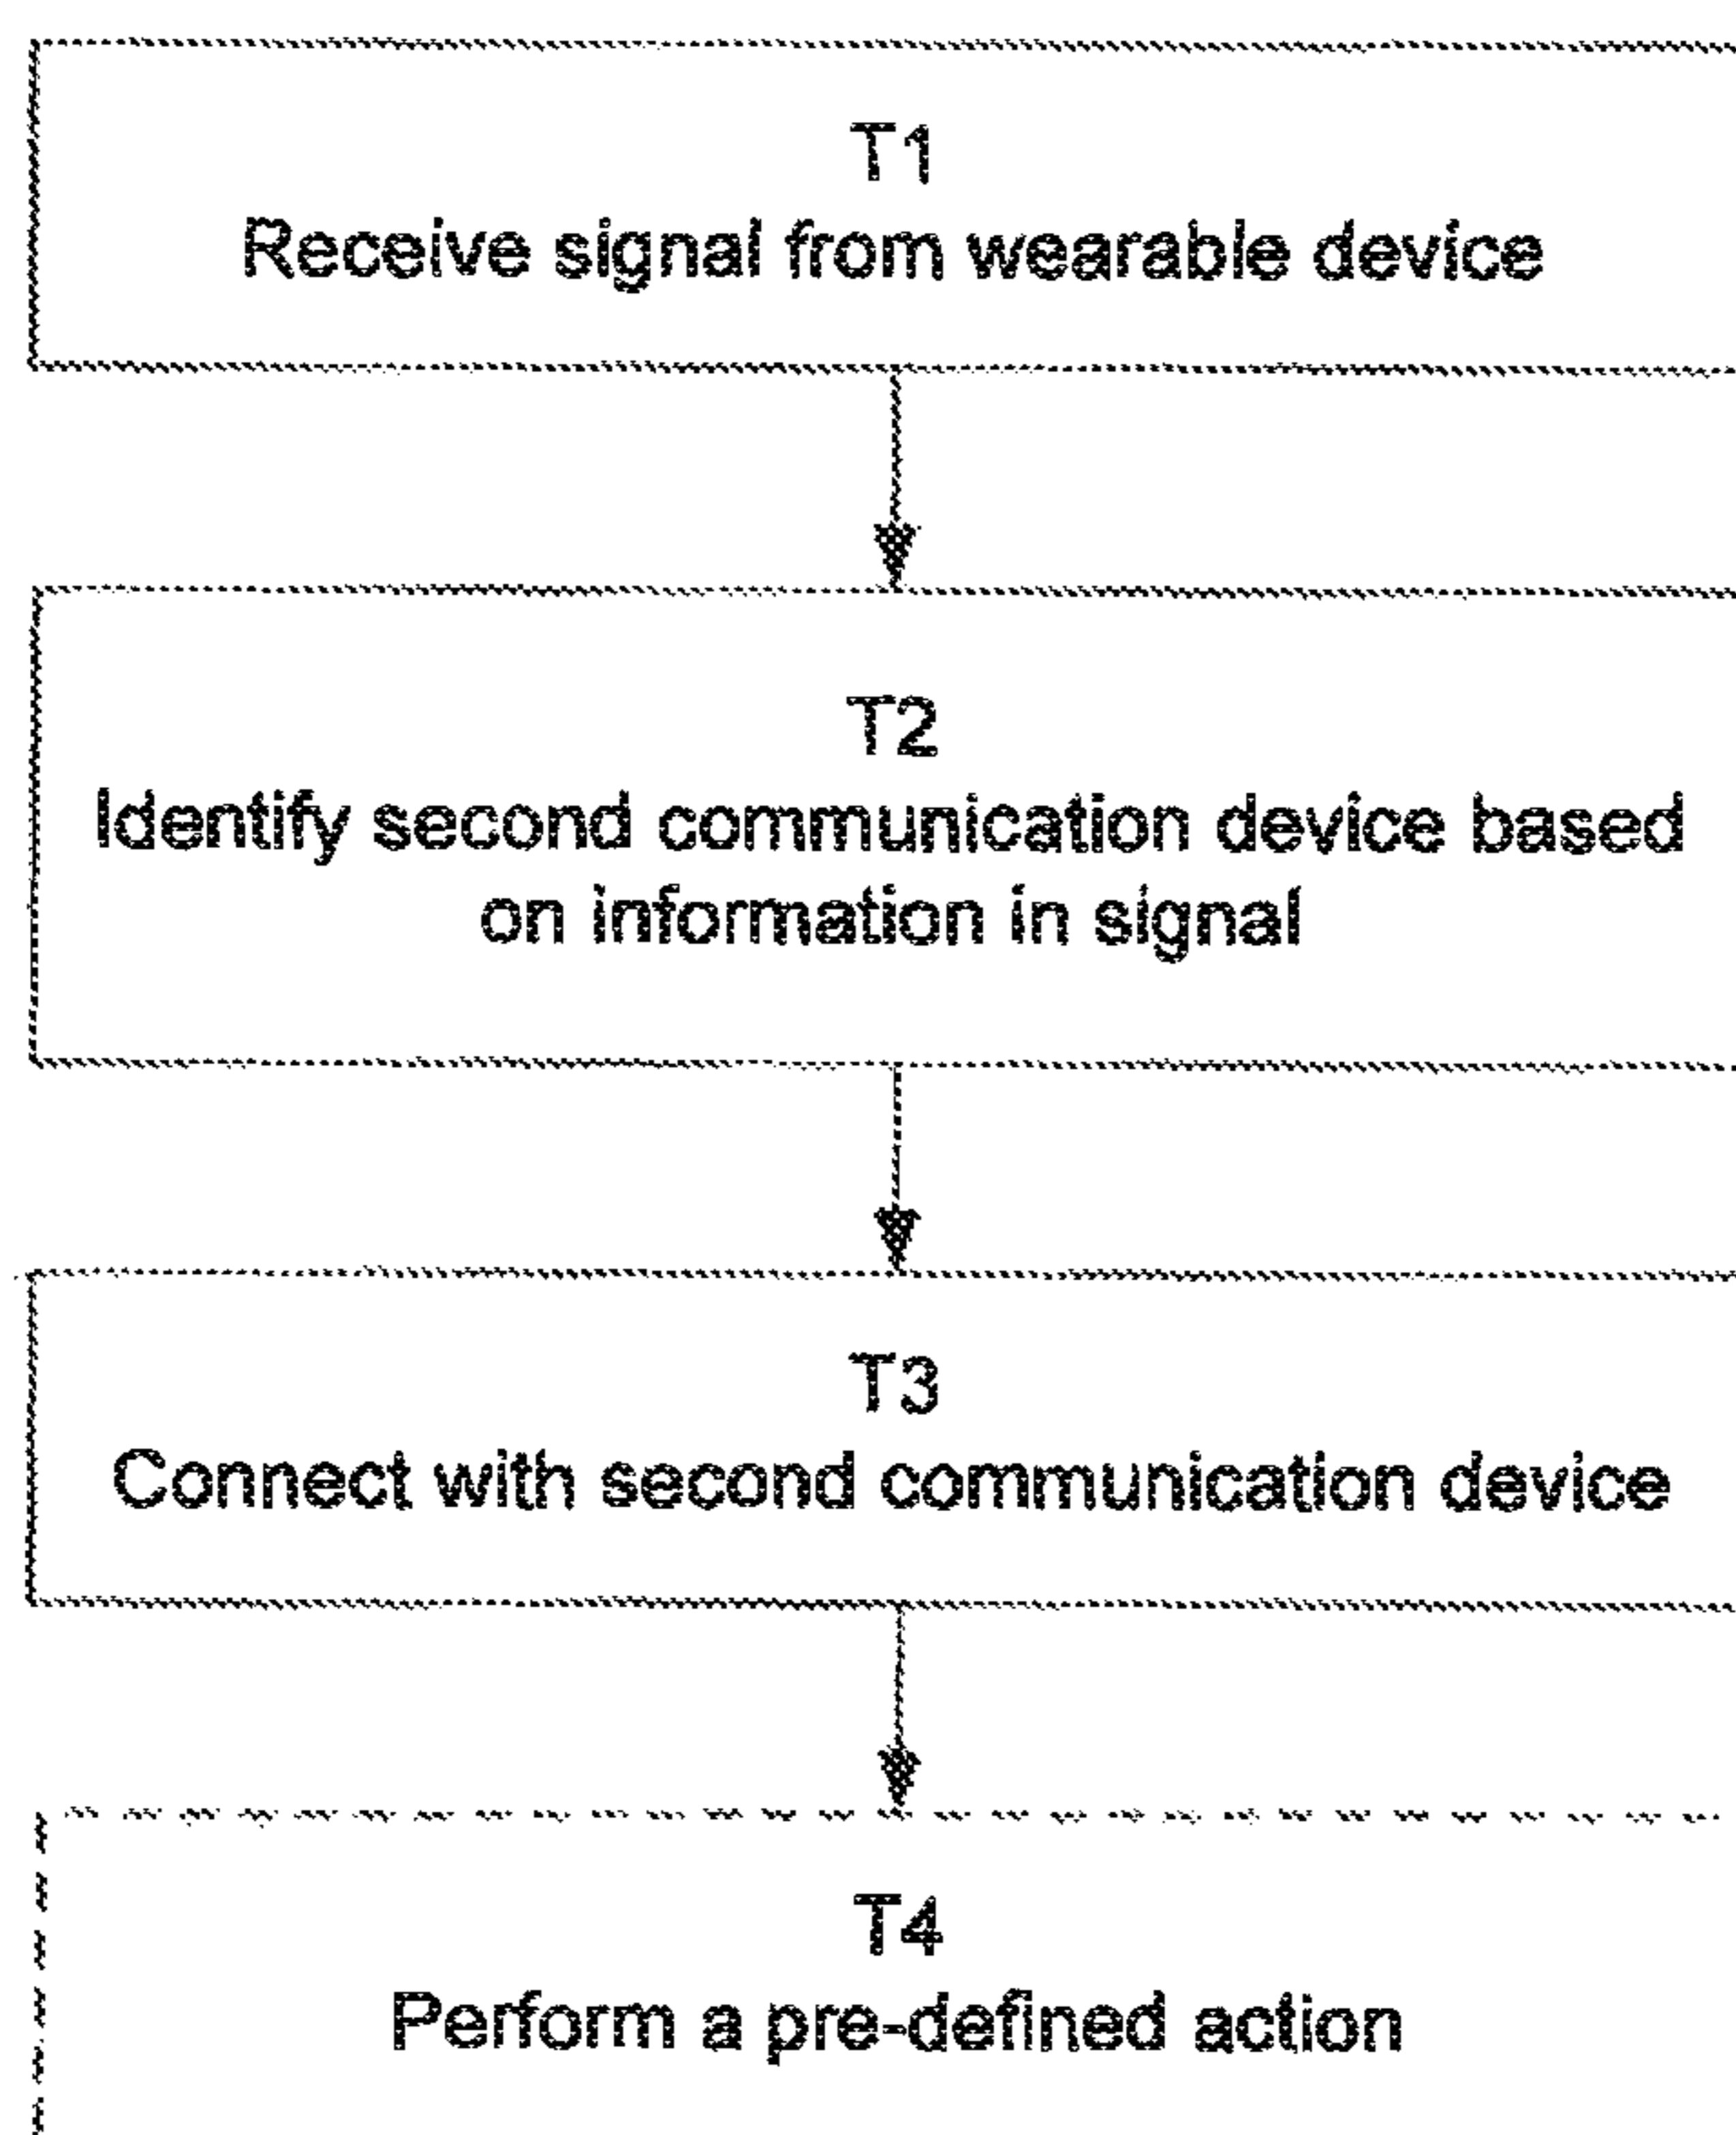 T1
Receive signal from wearable device
T2
Identify second communication device based
on information in signal
T3
Connect with second communication device
T4
Perform a pre-defined action